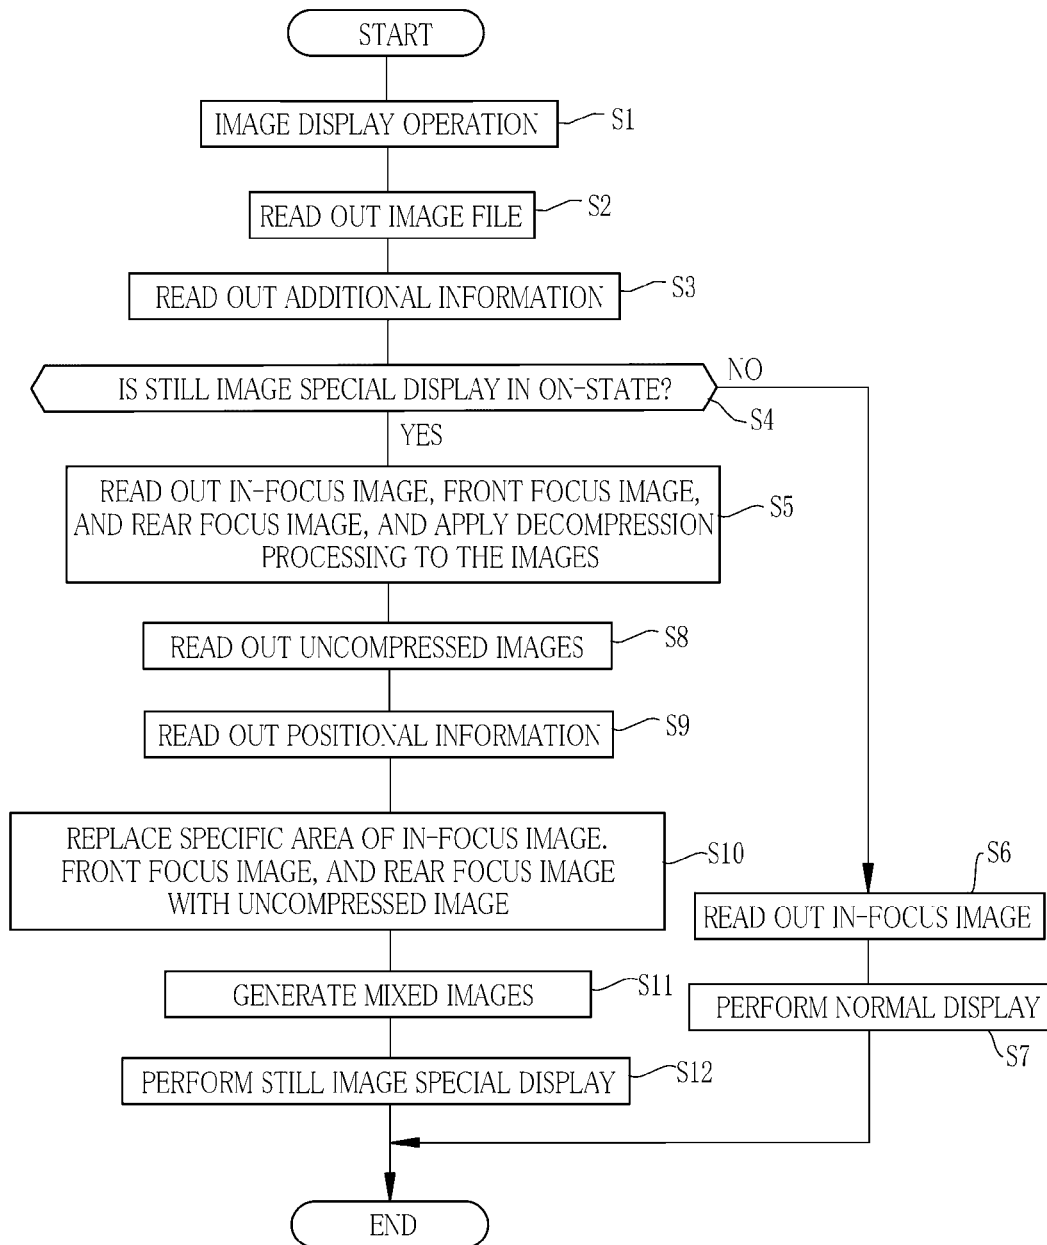 START
IMAGE DISPLAY OPERATION
S1
READ OUT IMAGE FILE
S2
READ OUT ADDITIONAL INFORMATION
S3
IS STILL IMAGE SPECIAL DISPLAY IN ON-STATE?
NO
S4
YES
READ OUT IN-FOCUS IMAGE, FRONT FOCUS IMAGE,
AND REAR FOCUS IMAGE, AND APPLY DECOMPRESSION
PROCESSING TO THE IMAGES
S5
READ OUT UNCOMPRESSED IMAGES
S8
READ OUT POSITIONAL INFORMATION
S9
REPLACE SPECIFIC AREA OF IN-FOCUS IMAGE.
FRONT FOCUS IMAGE, AND REAR FOCUS IMAGE
WITH UNCOMPRESSED IMAGE
S10
S6
READ OUT IN-FOCUS IMAGE
GENERATE MIXED IMAGES
S11
PERFORM NORMAL DISPLAY
S7
PERFORM STILL IMAGE SPECIAL DISPLAY
S12
END